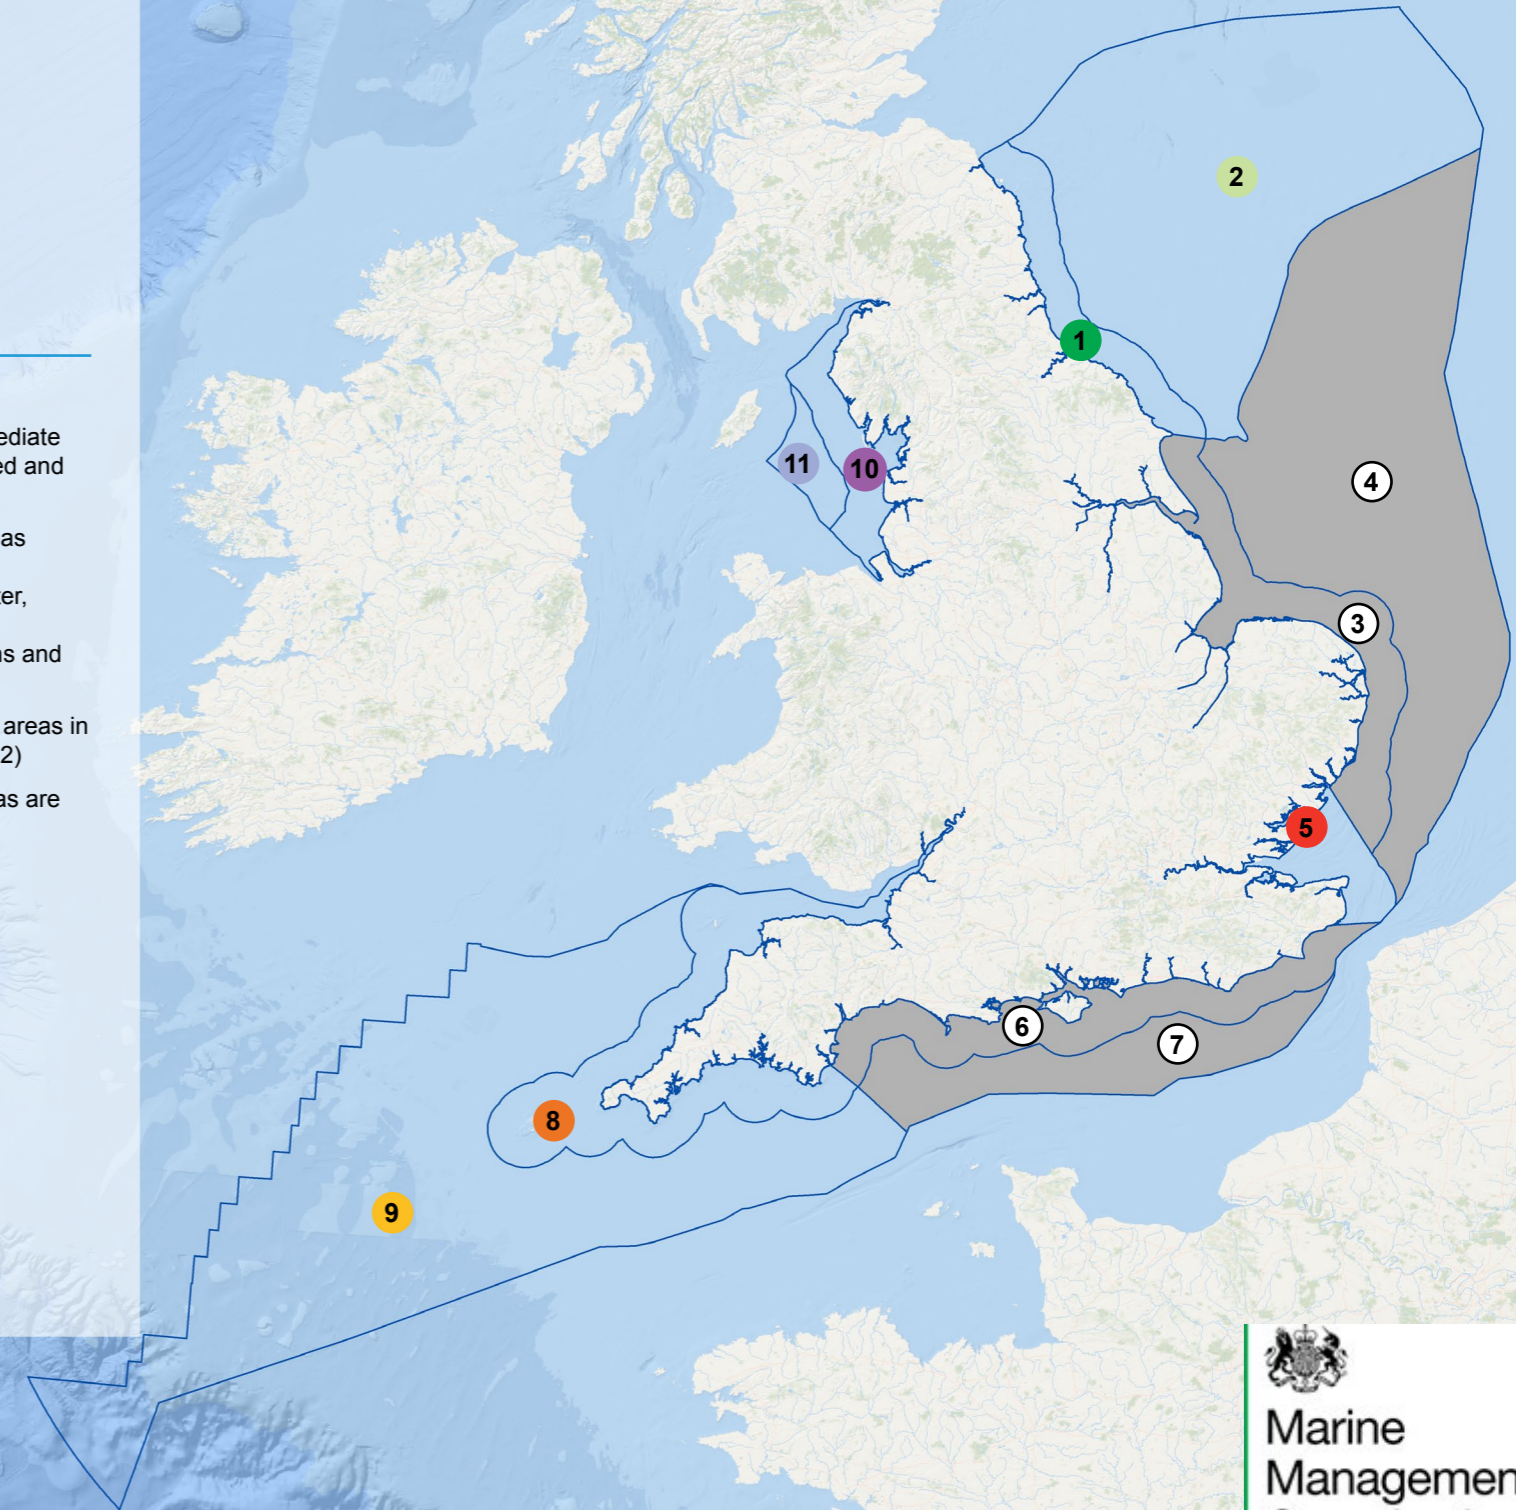 ediate
ed and
as
ter,
ns and
areas in
2)
as are
2
1
4
11
10
3
5
6
7
8
9
Marine
Managemen